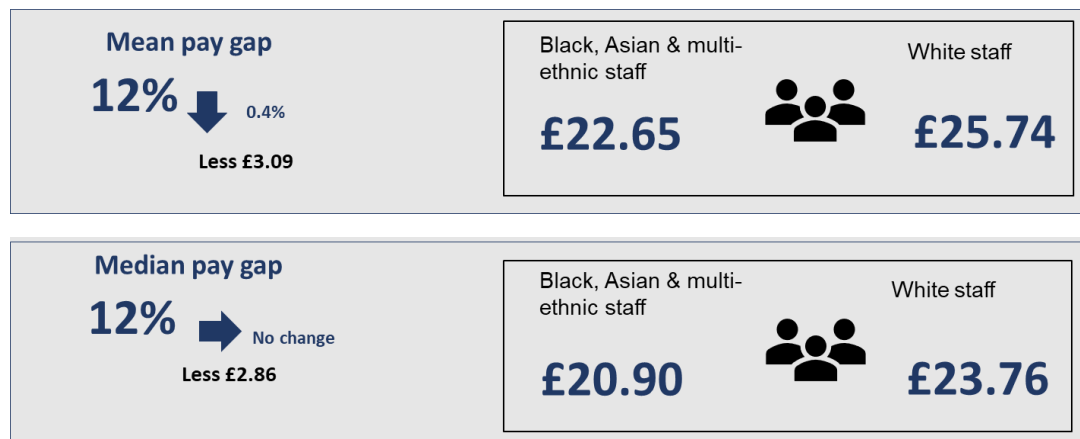 Mean pay gap
12%
0.4%
Less £3.09
Black, Asian & multi-
ethnic staff
£22.65
White staff
£25.74
Median pay gap
12%
No change
Less £2.86
Black, Asian & multi-
ethnic staff
£20.90
White staff
£23.76